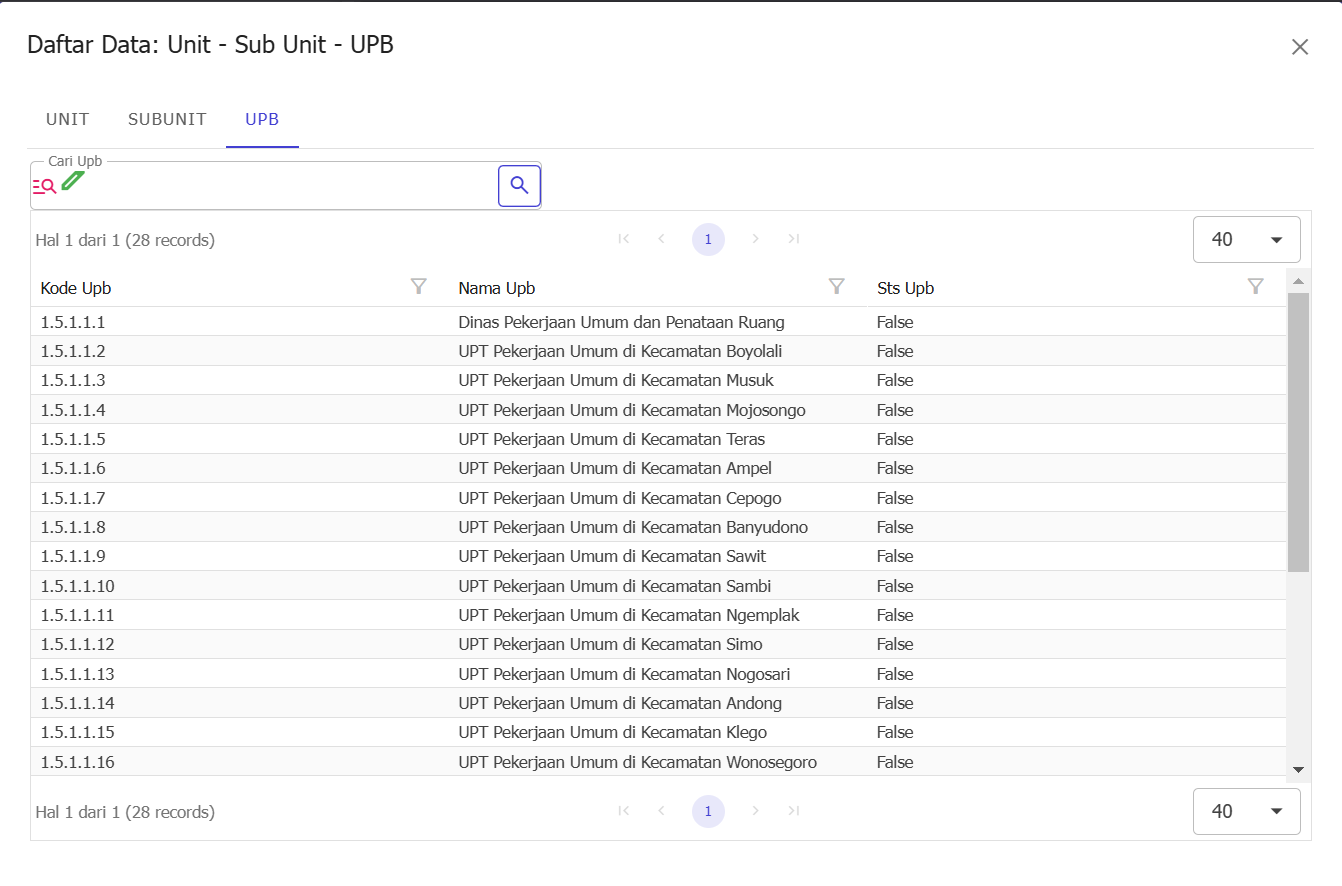 Daftar Data: Unit - Sub Unit - UPB
UNIT SUBUNIT UPB
Cari Upb
Hal 1 dari 1 (28 records) 1 40
Kode Upb Nama Upb Sts Upb
1.5.1.1.1 Dinas Pekerjaan Umum dan Penataan Ruang False
1.5.1.1.2 UPT Pekerjaan Umum di Kecamatan Boyolali False
1.5.1.1.3 UPT Pekerjaan Umum di Kecamatan Musuk False
1.5.1.1.4 UPT Pekerjaan Umum di Kecamatan Mojosongo False
1.5.1.1.5 UPT Pekerjaan Umum di Kecamatan Teras False
1.5.1.1.6 UPT Pekerjaan Umum di Kecamatan Ampel False
1.5.1.1.7 UPT Pekerjaan Umum di Kecamatan Cepogo False
1.5.1.1.8 UPT Pekerjaan Umum di Kecamatan Banyudono False
1.5.1.1.9 UPT Pekerjaan Umum di Kecamatan Sawit False
1.5.1.1.10 UPT Pekerjaan Umum di Kecamatan Sambi False
1.5.1.1.11 UPT Pekerjaan Umum di Kecamatan Ngemplak False
1.5.1.1.12 UPT Pekerjaan Umum di Kecamatan Simo False
1.5.1.1.13 UPT Pekerjaan Umum di Kecamatan Nogosari False
1.5.1.1.14 UPT Pekerjaan Umum di Kecamatan Andong False
1.5.1.1.15 UPT Pekerjaan Umum di Kecamatan Klego False
1.5.1.1.16 UPT Pekerjaan Umum di Kecamatan Wonosegoro False
Hal 1 dari 1 (28 records) 1 40